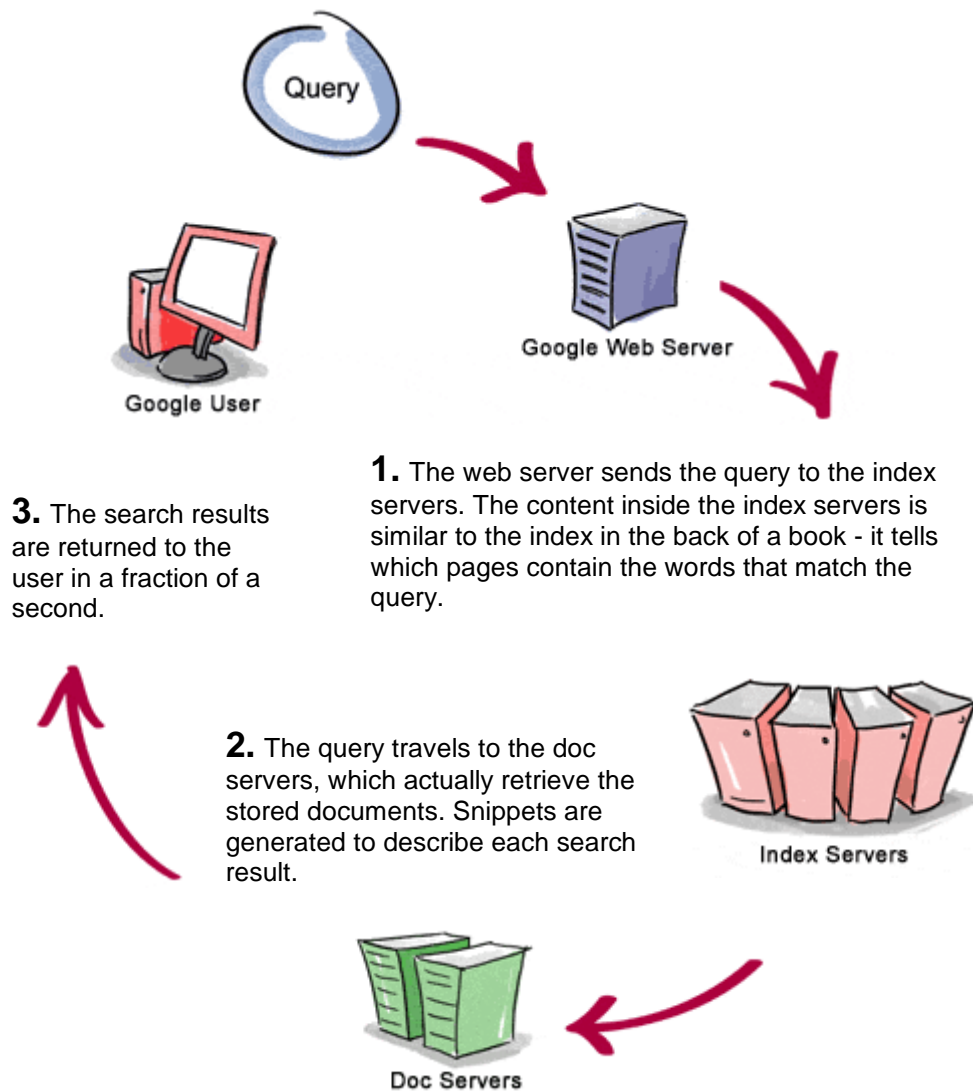 Query
Google Web Server
Google User
1. The web server sends the query to the index
servers. The content inside the index servers is
similar to the index in the back of a book - it tells
which pages contain the words that match the
query.
3. The search results
are returned to the
user in a fraction of a
second.
2. The query travels to the doc
servers, which actually retrieve the
stored documents. Snippets are
generated to describe each search
result.
Index Servers
Doc Servers